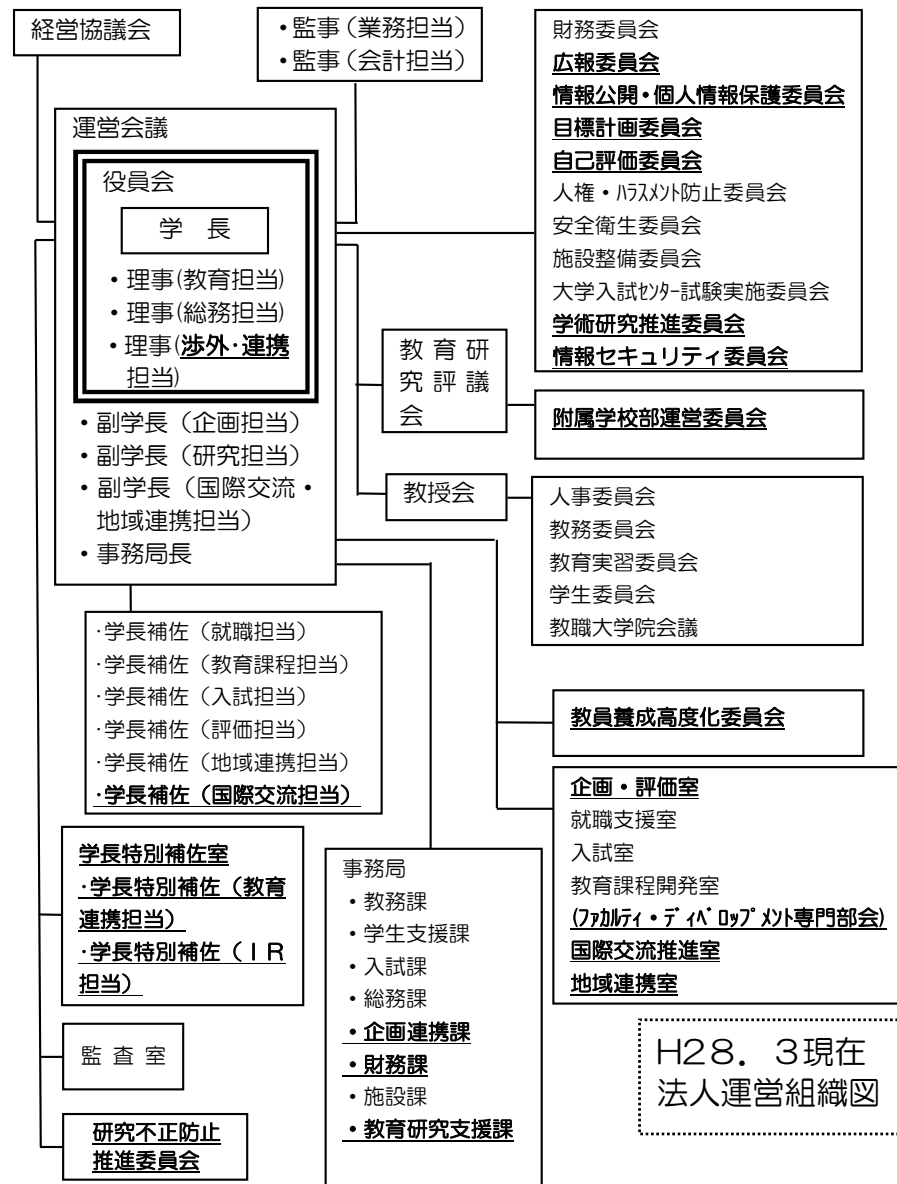 経営協議会
・監事（業務担当）
・監事（会計担当）
財務委員会
広報委員会
情報公開・個人情報保護委員会
目標計画委員会
自己評価委員会
人権・ﾊﾗｽﾒﾝﾄ防止委員会
安全衛生委員会
施設整備委員会
大学入試ｾﾝﾀｰ試験実施委員会
学術研究推進委員会
情報セキュリティ委員会
運営会議
役員会
学　長
・理事(教育担当)
・理事(総務担当)
・理事(渉外・連携
担当)
・副学長（企画担当）
・副学長（研究担当）
・副学長（国際交流・
地域連携担当）
・事務局長
教育研
究評議
会
附属学校部運営委員会
教授会
人事委員会
教務委員会
教育実習委員会
学生委員会
教職大学院会議
・学長補佐（就職担当）
・学長補佐（教育課程担当）
・学長補佐（入試担当）
・学長補佐（評価担当）
・学長補佐（地域連携担当）
・学長補佐（国際交流担当）
教員養成高度化委員会
企画・評価室
就職支援室
入試室
教育課程開発室
(ﾌｧｶﾙﾃｨ・ﾃﾞｨﾍﾞﾛｯﾌﾟﾒﾝﾄ専門部会)
国際交流推進室
地域連携室
学長特別補佐室
・学長特別補佐（教育
連携担当）
・学長特別補佐（ＩＲ
担当）
事務局
・教務課
・学生支援課
・入試課
・総務課
・企画連携課
・財務課
・施設課
・教育研究支援課
監査室
研究不正防止
推進委員会
H28．3現在
法人運営組織図